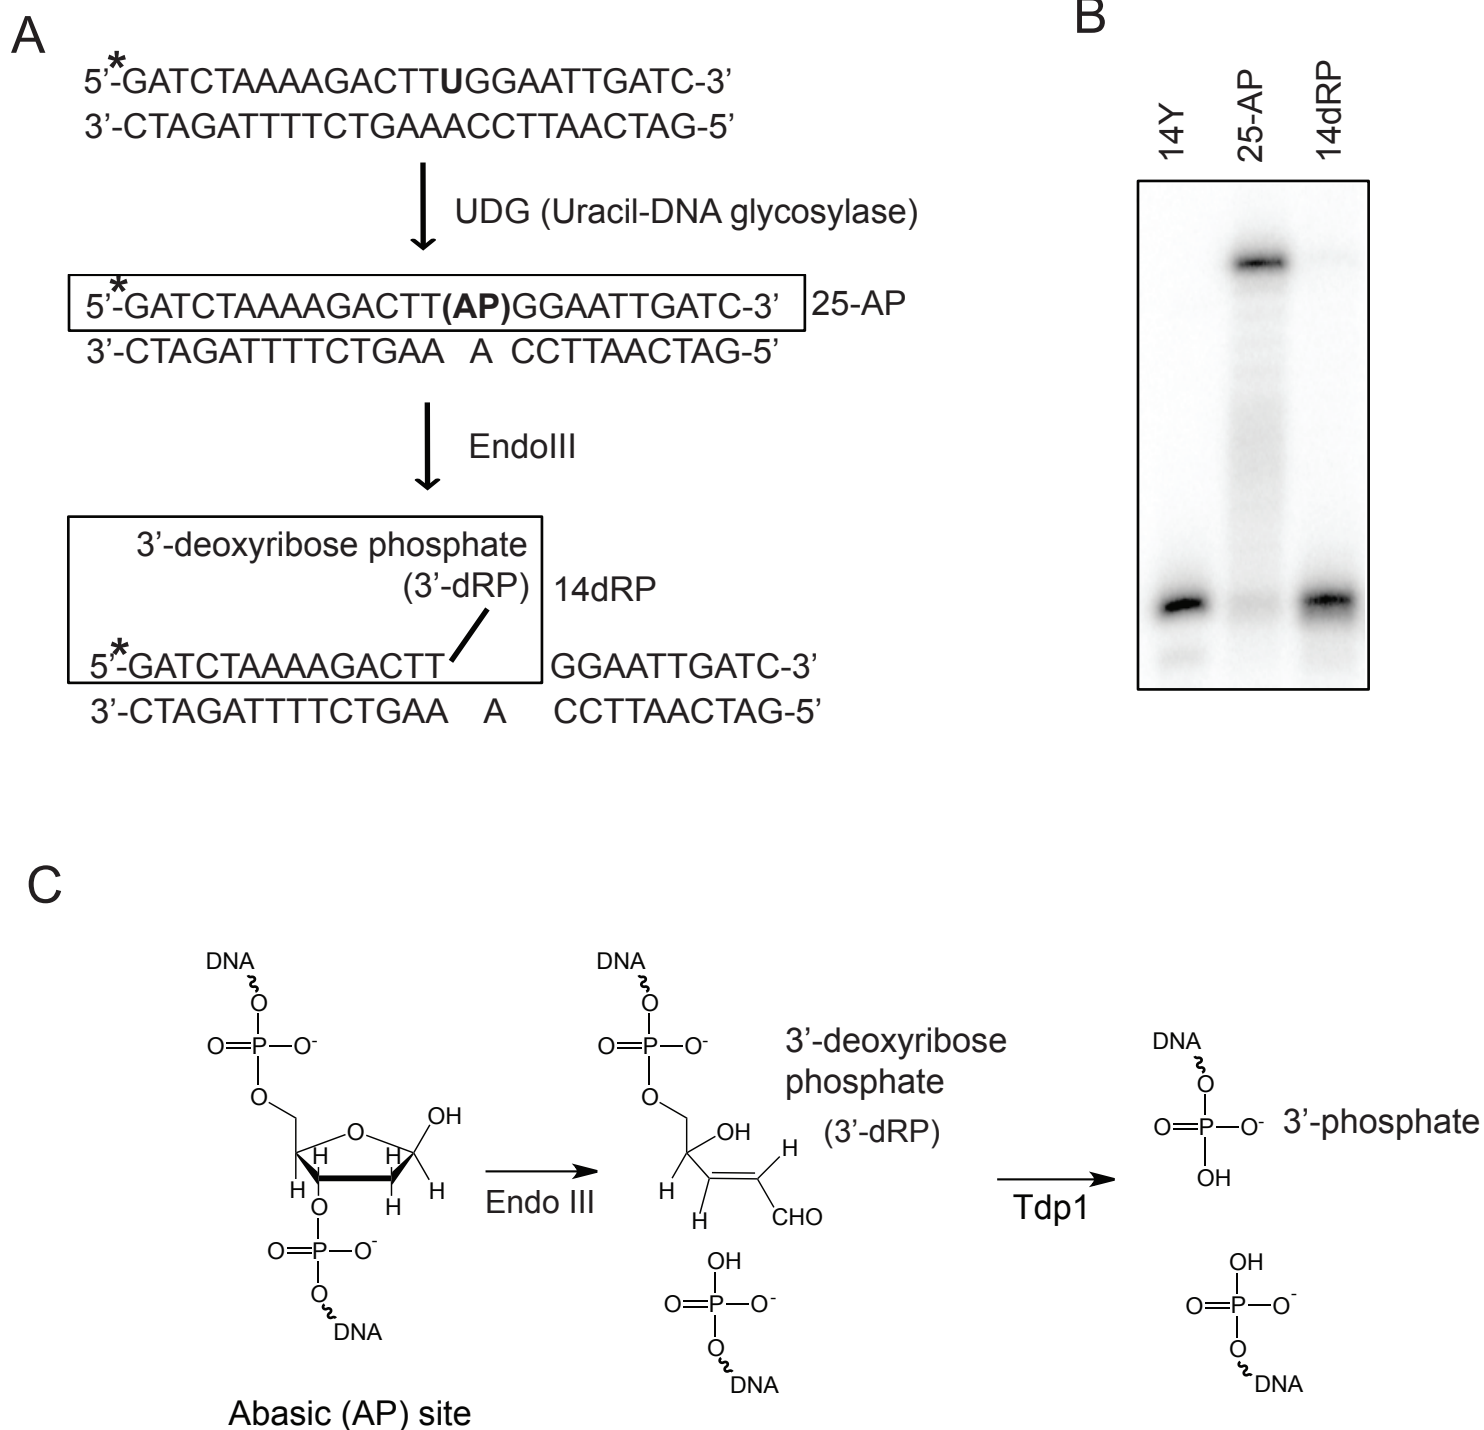 A
5’-*GATCTAAAAGACTTUGGAATTGATC-3’
3’-CTAGATTTTCTGAAACCTTAACTAG-5’
UDG (Uracil-DNA glycosylase)
5’-*GATCTAAAAGACTT(AP)GGAATTGATC-3’ 25-AP
3’-CTAGATTTTCTGAA A CCTTAACTAG-5’
EndoIII
3’-deoxyribose phosphate
(3’-dRP) 14dRP
5’-*GATCTAAAAGACTT GGAATTGATC-3’
3’-CTAGATTTTCTGAA A CCTTAACTAG-5’
B
14Y
25-AP
14dRP
C
DNA
O
O=P-O-
O
O
OH
H
H
H
H
H
O
O=P-O-
O
DNA
Abasic (AP) site
Endo III
DNA
O
O=P-O-
O
OH
H
H
H
CHO
3’-deoxyribose
phosphate
(3’-dRP)
OH
O=P-O-
O
DNA
Tdp1
DNA
O
O=P-O-
OH
3’-phosphate
OH
O=P-O-
O
DNA